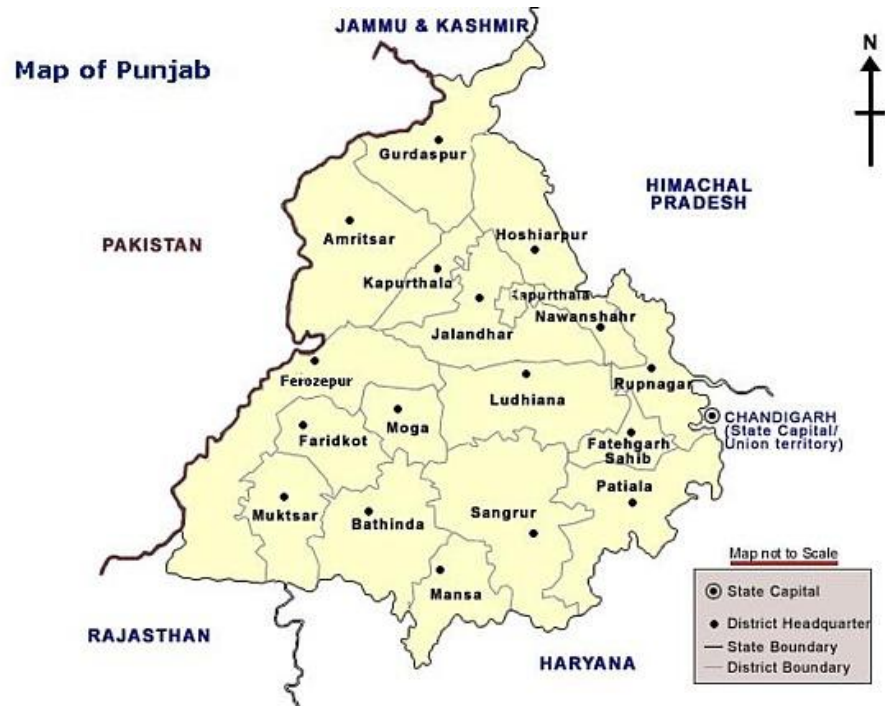 JAMMU & KASHMIR
Map of Punjab
N
Gurdaspur
HIMACHAL
PRADESH
PAKISTAN
Amritsar
Hoshiarpur
Kapurthala
Kapurthala
Nawanshahr
Jalandhar
Ferozepur
Ludhiana
Rupnagar
CHANDIGARH
(State Capital/
Union territory)
Moga
Faridkot
Fatehgarh
Sahib
Patiala
Muktsar
Bathinda
Sangrur
Mansa
Map not to Scale
State Capital
District Headquarter
State Boundary
District Boundary
RAJASTHAN
HARYANA